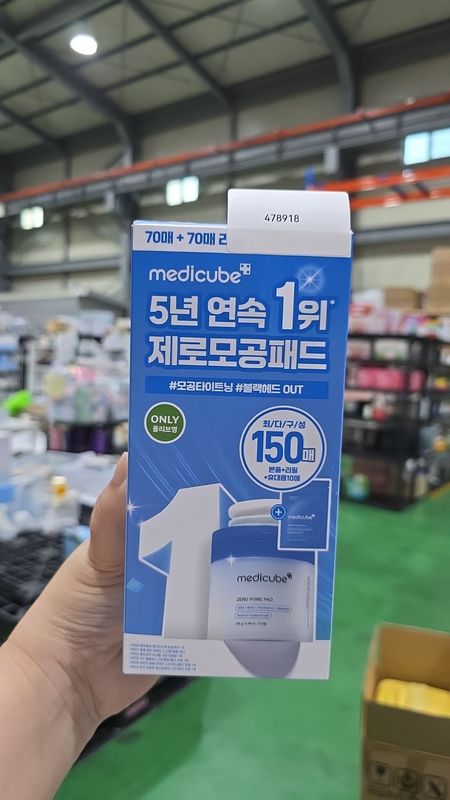 478918
70매 + 70매 리
medicube
5년 연속 1위*
제로모공패드
#모공타이트닝 #블랙헤드 OUT
ONLY
올리브영
최/다/구/성
150매
본품+리필
+휴대용10매
medicube
medicube
ZERO PORE PAD